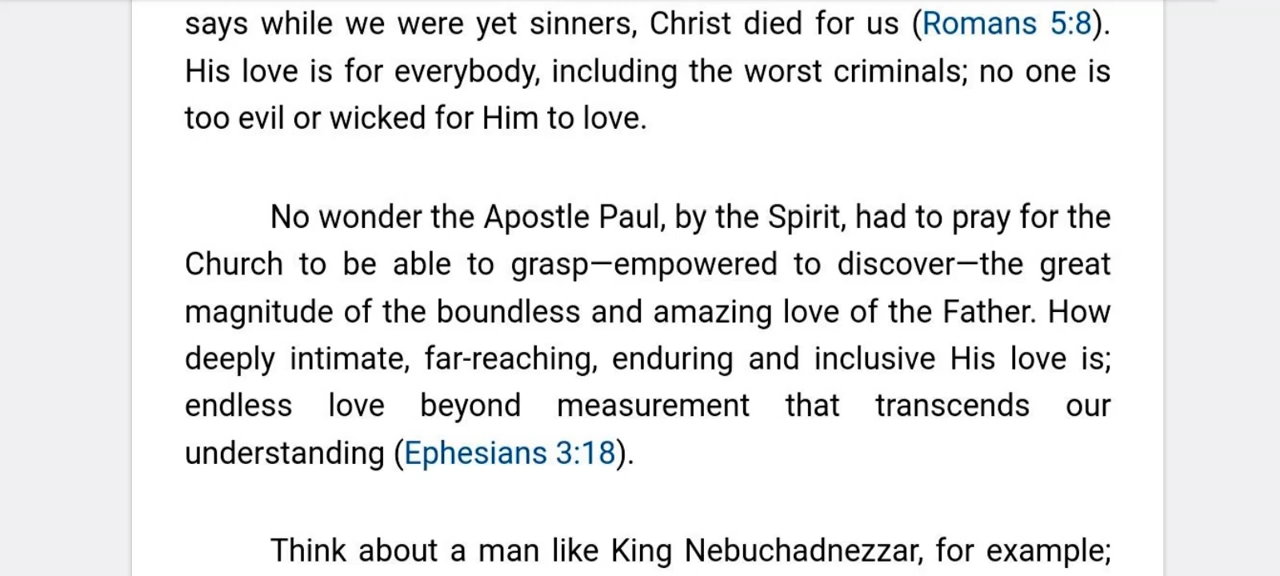 says while we were yet sinners, Christ died for us (Romans 5:8).
His love is for everybody, including the worst criminals; no one is
too evil or wicked for Him to love.
No wonder the Apostle Paul, by the Spirit, had to pray for the
Church to be able to grasp—empowered to discover—the great
magnitude of the boundless and amazing love of the Father. How
deeply intimate, far-reaching, enduring and inclusive His love is;
endless love beyond measurement that transcends our
understanding (Ephesians 3:18).
Think about a man like King Nebuchadnezzar, for example;